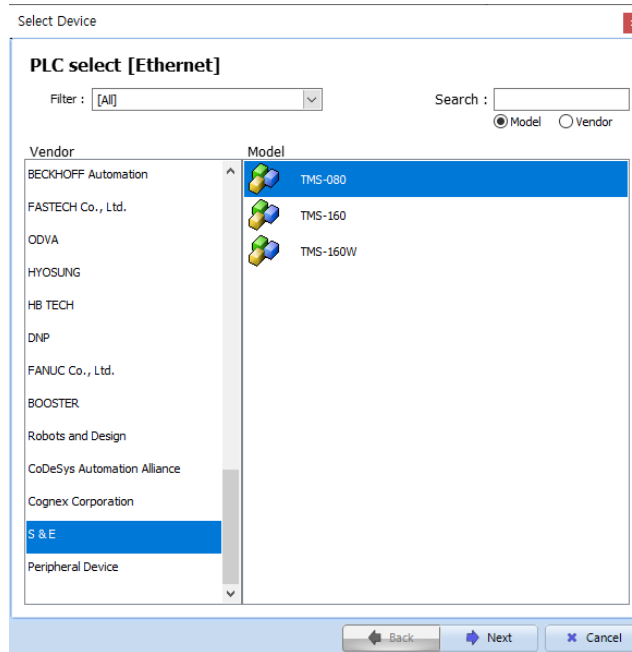 Select Device
PLC select [Ethernet]
Filter : [All]
Search :
Model Vendor
Vendor
BECKHOFF Automation
FASTECH Co., Ltd.
ODVA
HYOSUNG
HB TECH
DNP
FANUC Co., Ltd.
BOOSTER
Robots and Design
CoDeSys Automation Alliance
Cognex Corporation
S & E
Peripheral Device
Model
TMS-080
TMS-160
TMS-160W
Back Next Cancel